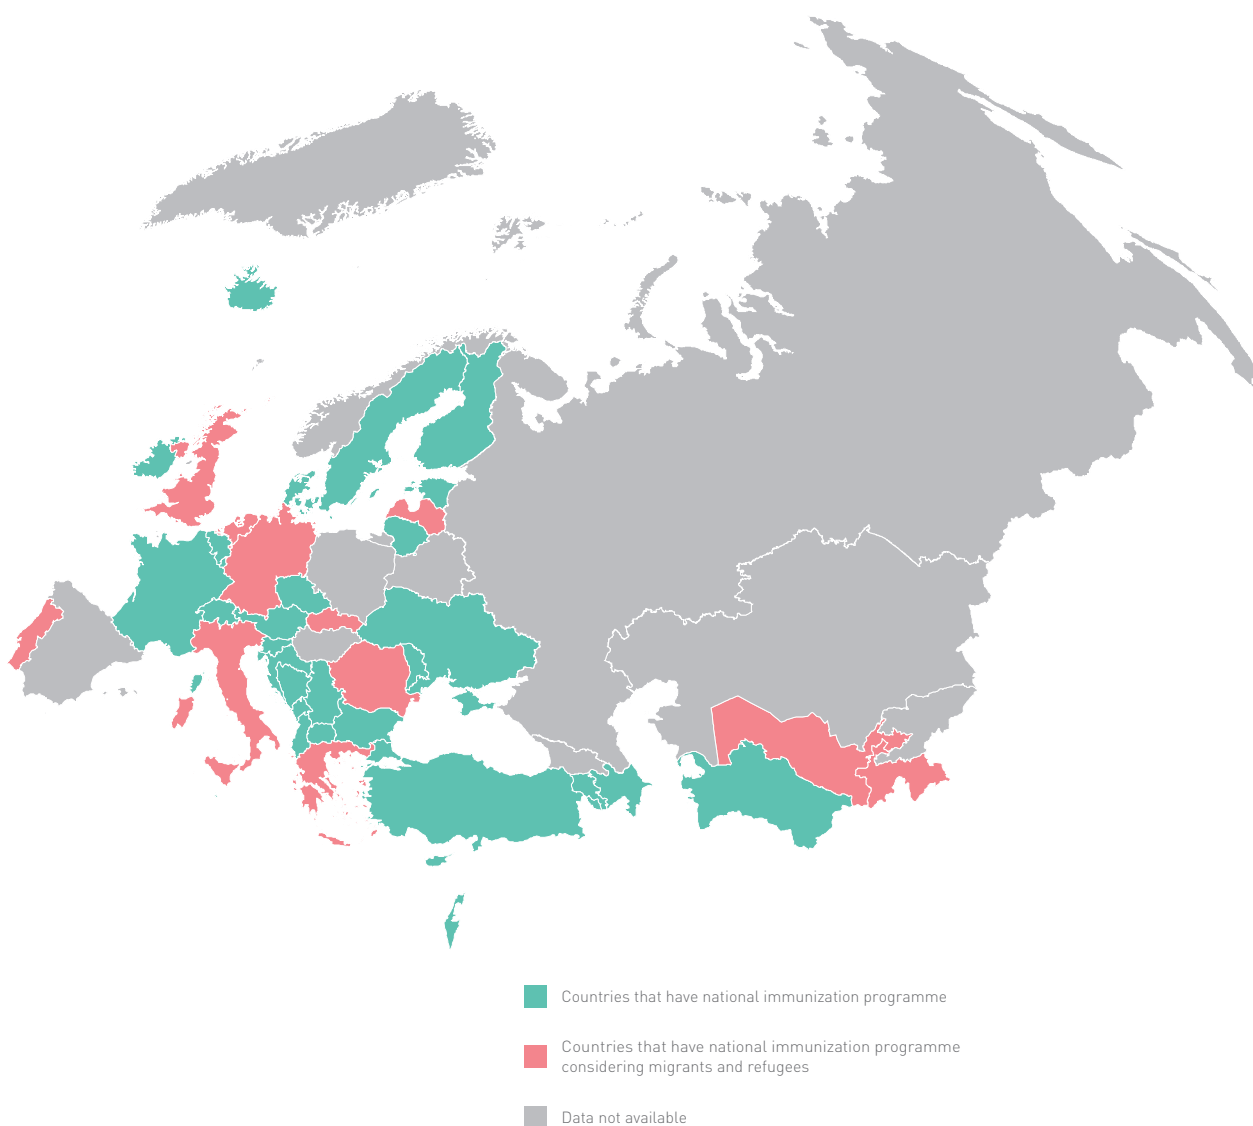 Countries that have national immunization programme
Countries that have national immunization programme
considering migrants and refugees
Data not available